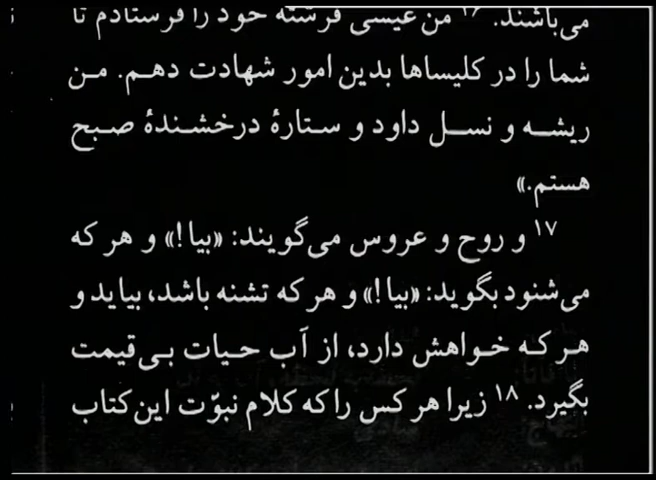 می‌باشند. ۱۶ من عیسی فرشته خود را فرستادم تا
شما را در کلیساها بدین امور شهادت دهم. من
ریشه و نسل داود و ستارهٔ درخشندهٔ صبح
هستم.»
۱۷ و روح و عروس می‌گویند: «بیا!» و هر که
می‌شنود بگوید: «بیا!» و هر که تشنه باشد، بیاید و
هر که خواهش دارد، از آب حیات بی‌قیمت
بگیرد. ۱۸ زیرا هر کس را که کلام نبوّت این کتاب